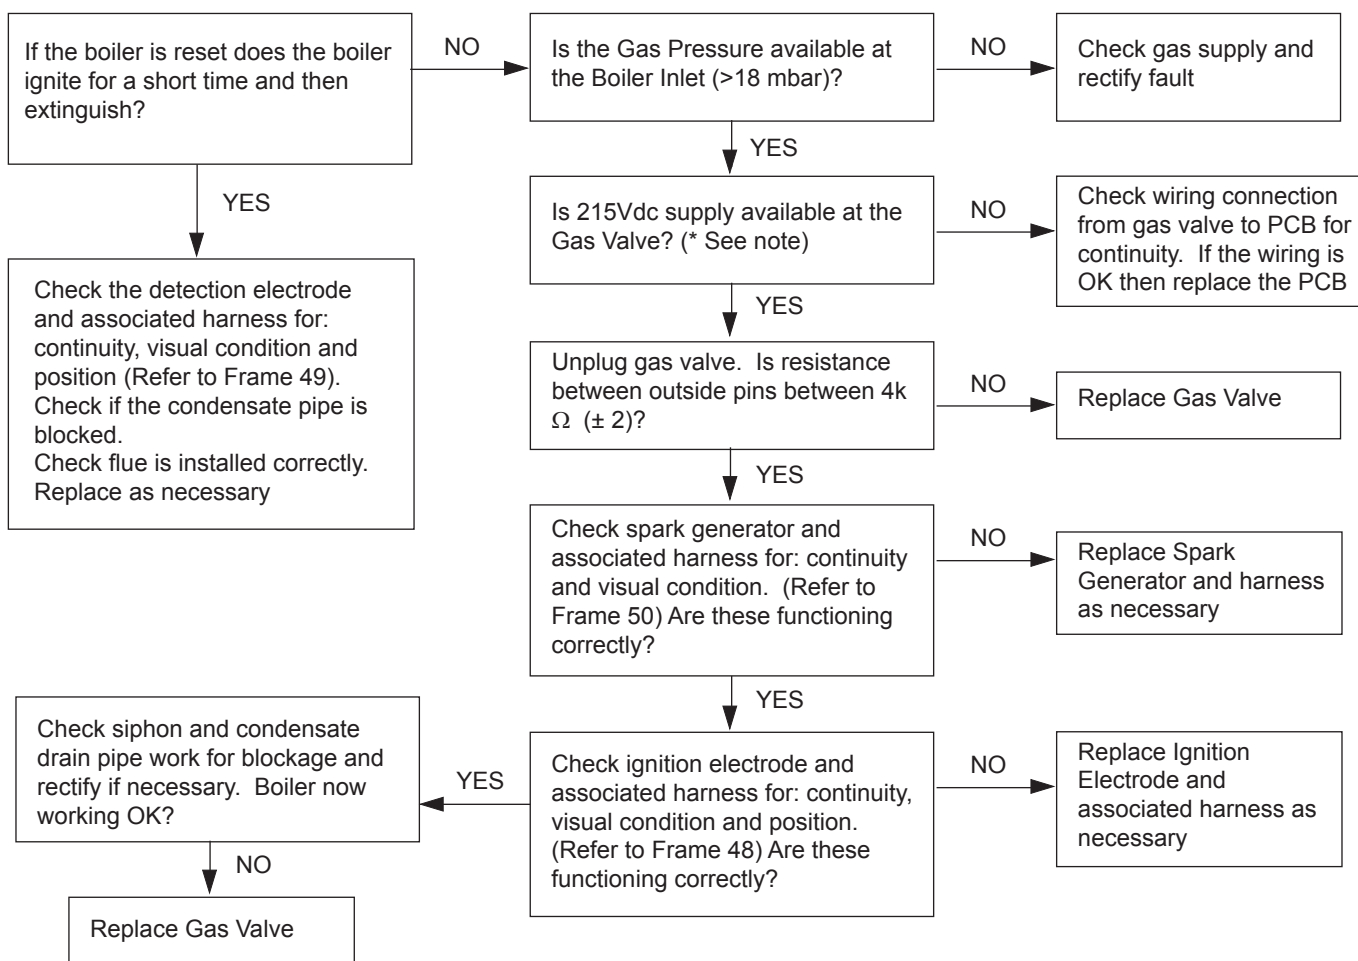 If the boiler is reset does the boiler
ignite for a short time and then
extinguish?
NO
Is the Gas Pressure available at
the Boiler Inlet (>18 mbar)?
NO
Check gas supply and
rectify fault
YES
YES
Check the detection electrode
and associated harness for:
continuity, visual condition and
position (Refer to Frame 49).
Check if the condensate pipe is
blocked.
Check flue is installed correctly.
Replace as necessary
Is 215Vdc supply available at the
Gas Valve? (* See note)
NO
Check wiring connection
from gas valve to PCB for
continuity.  If the wiring is
OK then replace the PCB
YES
Unplug gas valve.  Is resistance
between outside pins between 4k
Ω  (± 2)?
NO
Replace Gas Valve
YES
Check spark generator and
associated harness for: continuity
and visual condition.  (Refer to
Frame 50) Are these functioning
correctly?
NO
Replace Spark
Generator and harness
as necessary
YES
Check ignition electrode and
associated harness for: continuity,
visual condition and position.
(Refer to Frame 48) Are these
functioning correctly?
NO
Replace Ignition
Electrode and
associated harness as
necessary
YES
Check siphon and condensate
drain pipe work for blockage and
rectify if necessary.  Boiler now
working OK?
NO
Replace Gas Valve